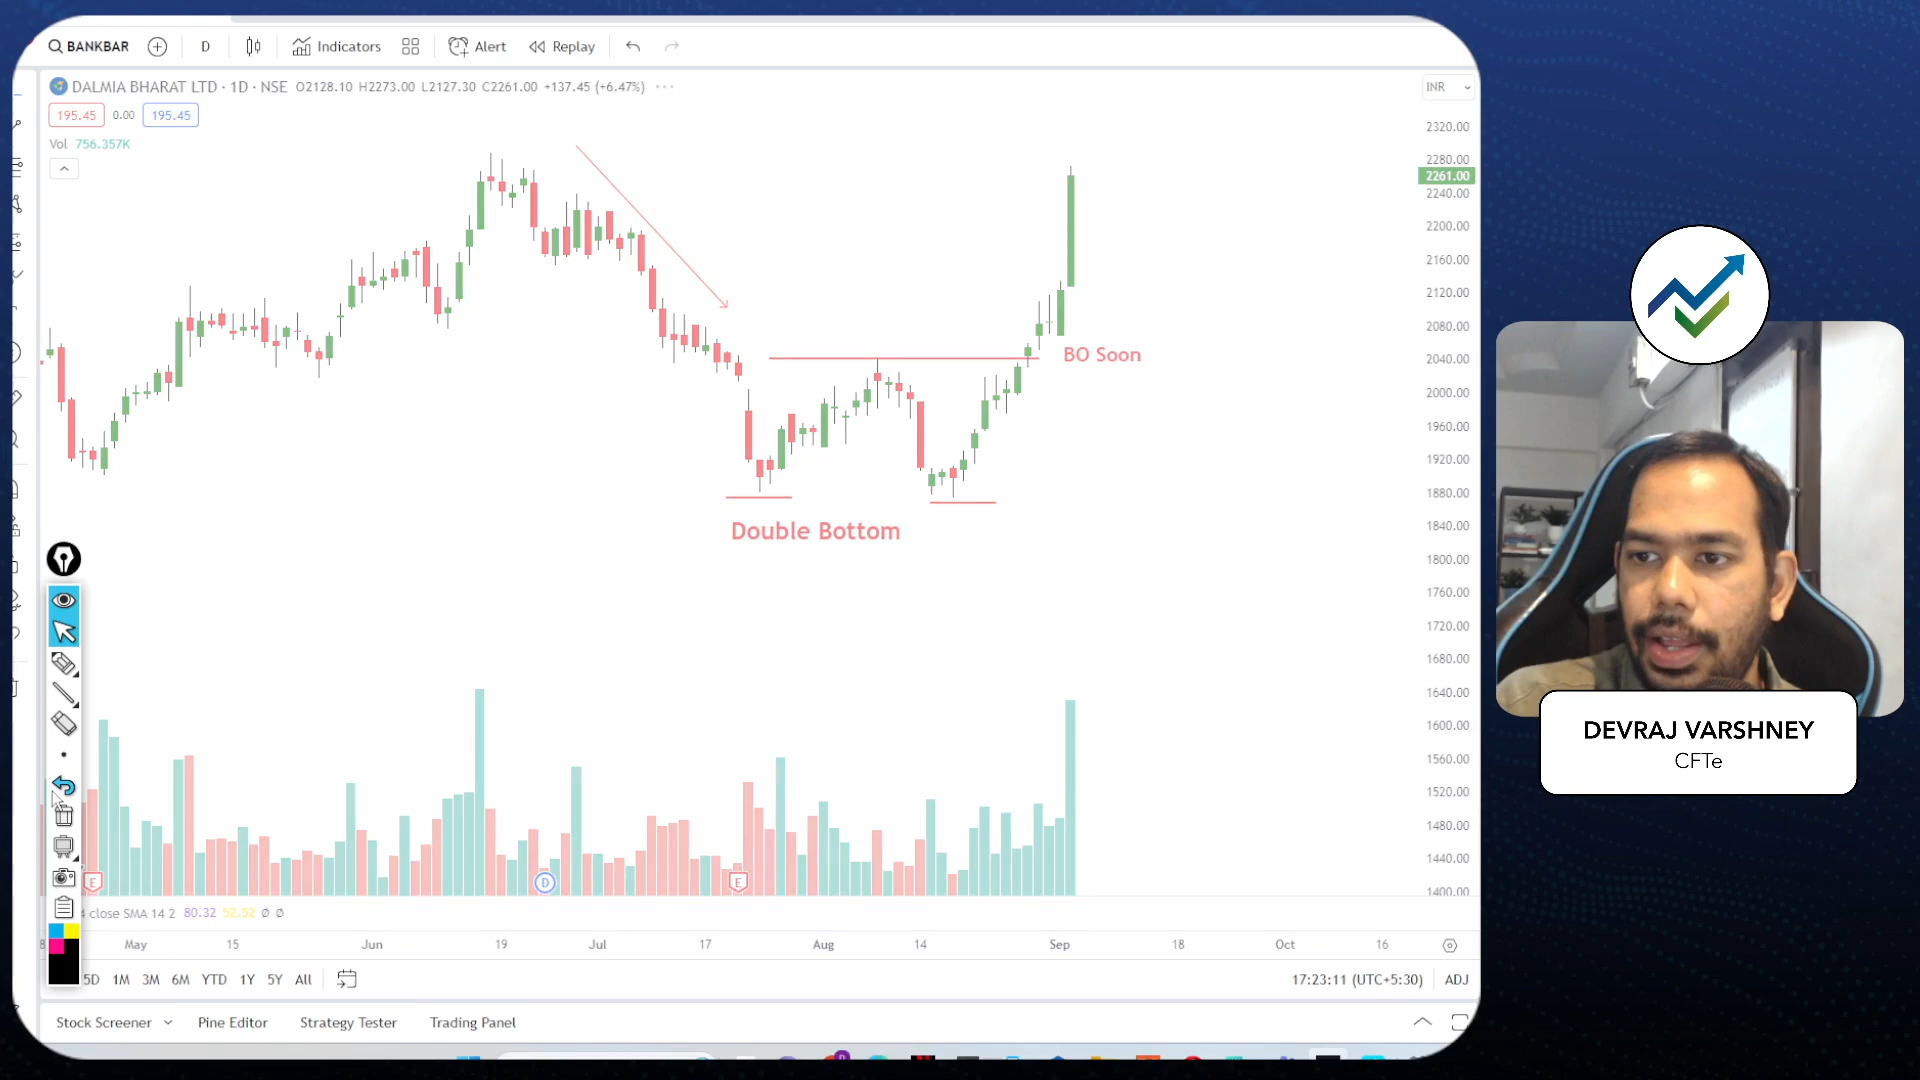 BANKBAR
D
Indicators
Alert
Replay
DALMIA BHARAT LTD · 1D · NSE O2128.10 H2273.00 L2127.30 C2261.00 +137.45 (+6.47%)
INR
195.45 0.00 195.45
Vol 756.357K
2320.00
2280.00
2261.00
2240.00
2200.00
2160.00
2120.00
2080.00
2040.00
2000.00
1960.00
1920.00
1880.00
1840.00
1800.00
1760.00
1720.00
1680.00
1640.00
1600.00
1560.00
1520.00
1480.00
1440.00
1400.00
BO Soon
Double Bottom
E
D
E
close SMA 14 2 80.32 52.52 Ø Ø
May 15 Jun 19 Jul 17 Aug 14 Sep 18 Oct 16
5D 1M 3M 6M YTD 1Y 5Y All
17:23:11 (UTC+5:30) ADJ
Stock Screener Pine Editor Strategy Tester Trading Panel
DEVRAJ VARSHNEY
CFTe